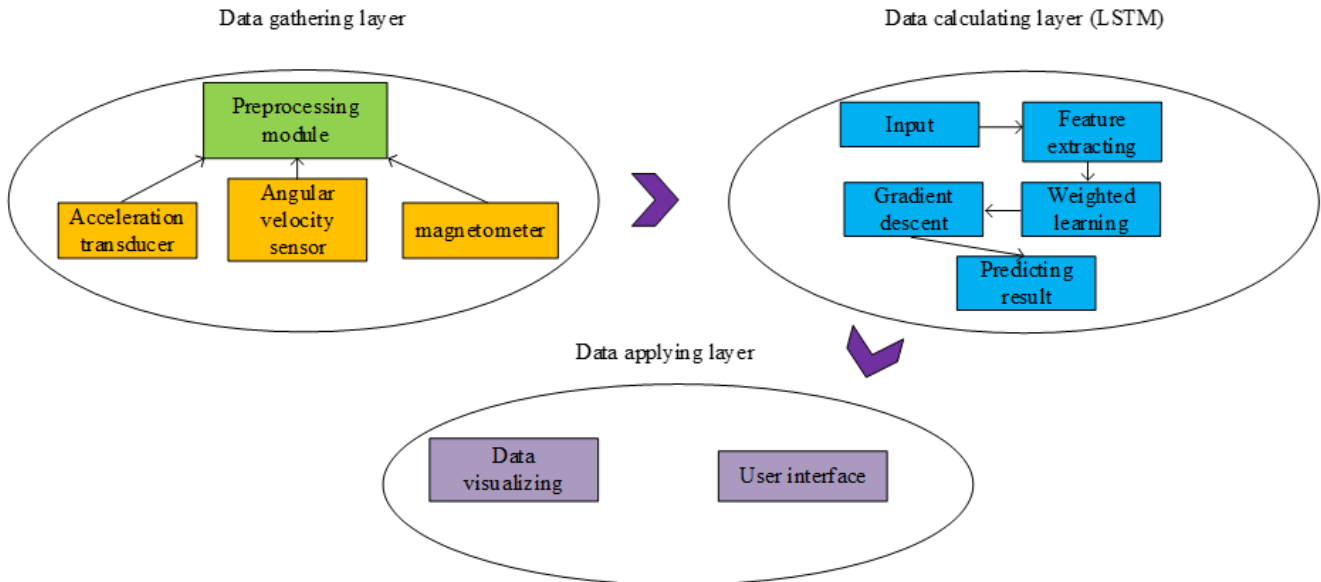 Data gathering layer
Data calculating layer (LSTM)
Preprocessing
module
Acceleration
transducer
Angular
velocity
sensor
magnetometer
Input
Feature
extracting
Gradient
descent
Weighted
learning
Predicting
result
Data applying layer
Data
visualizing
User interface